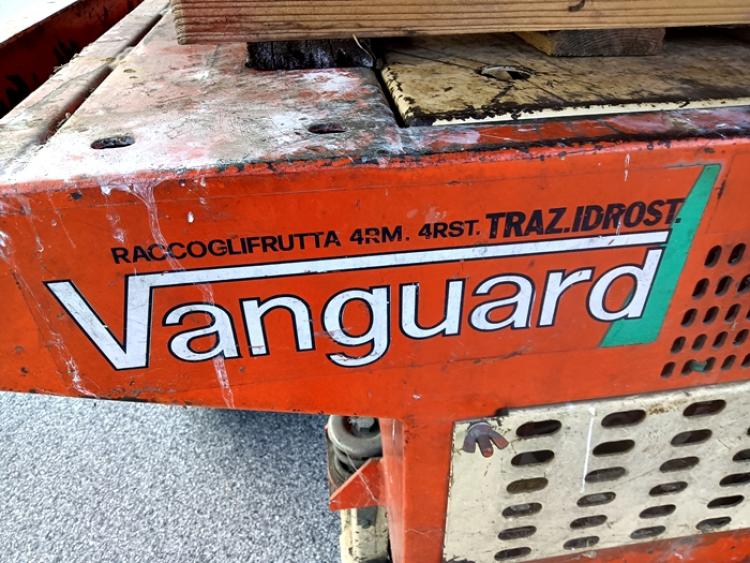 RACCOGLIFRUTTA 4RM. 4RST. TRAZ.IDROST.
Vanguard